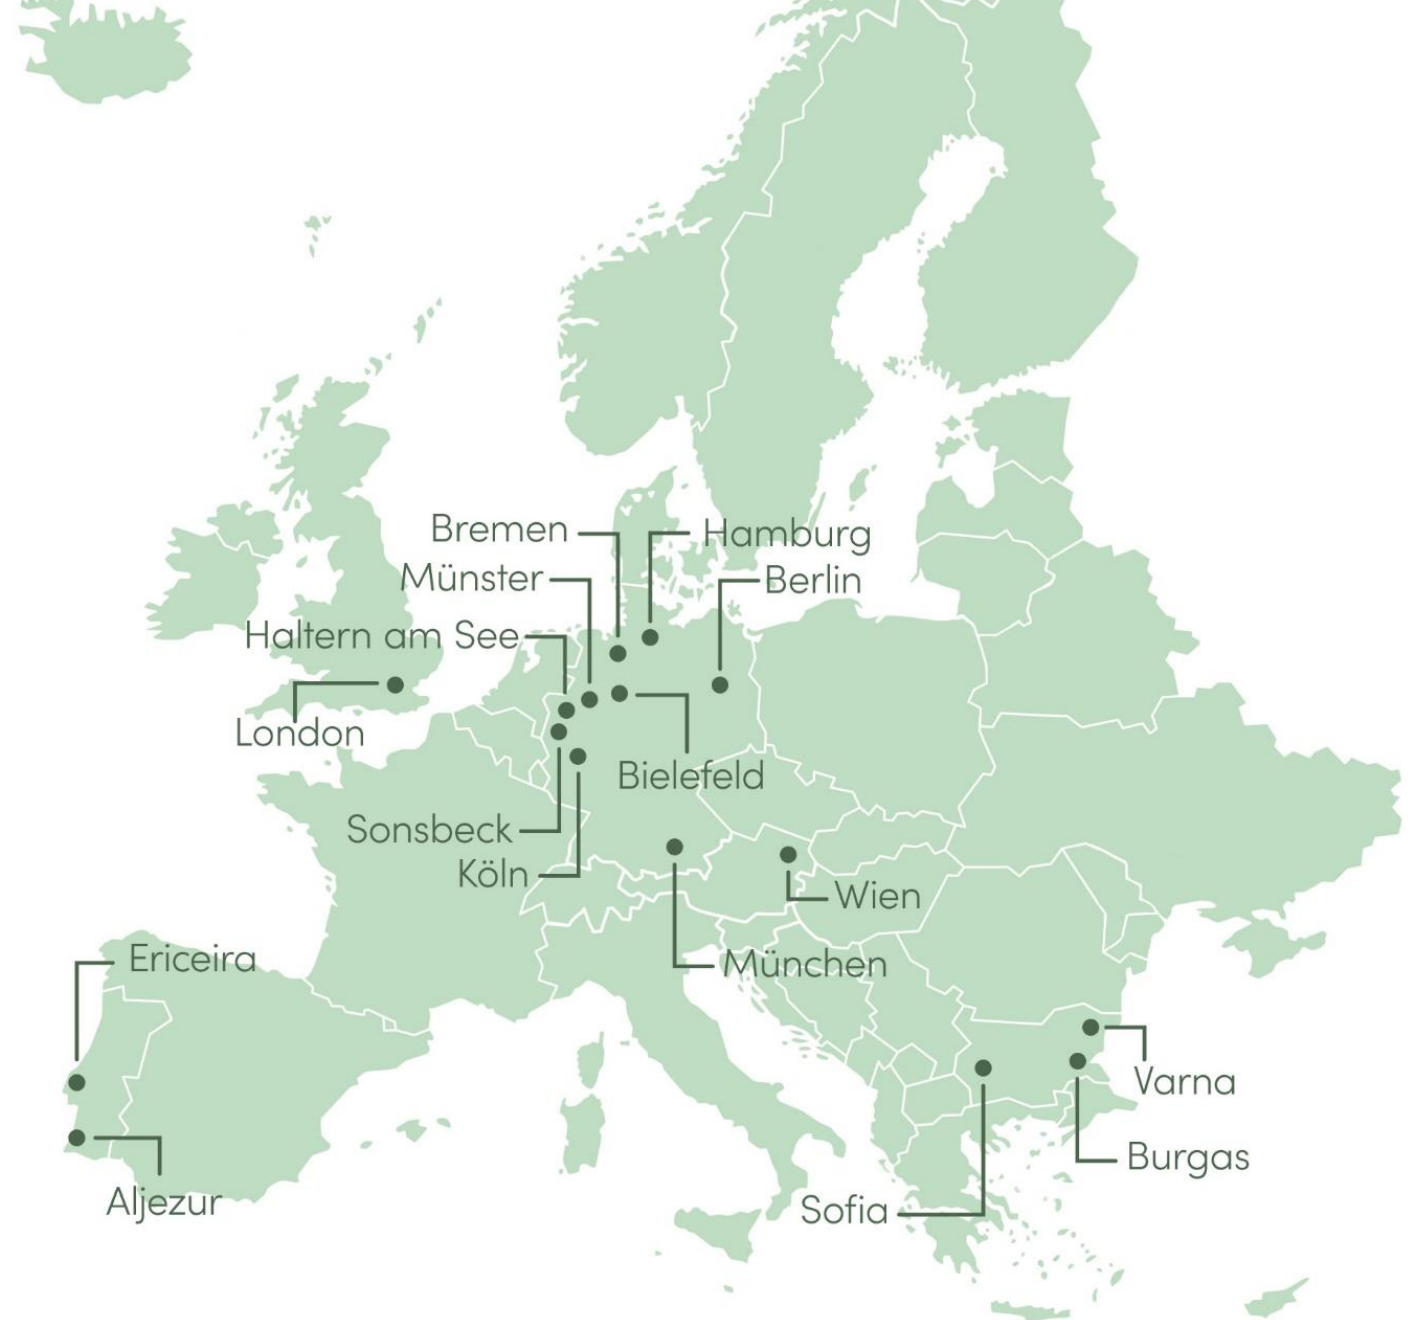 Bremen
Hamburg
Münster
Berlin
Haltern am See
London
Bielefeld
Sonsbeck
Köln
Wien
Ericeira
München
Varna
Burgas
Aljezur
Sofia